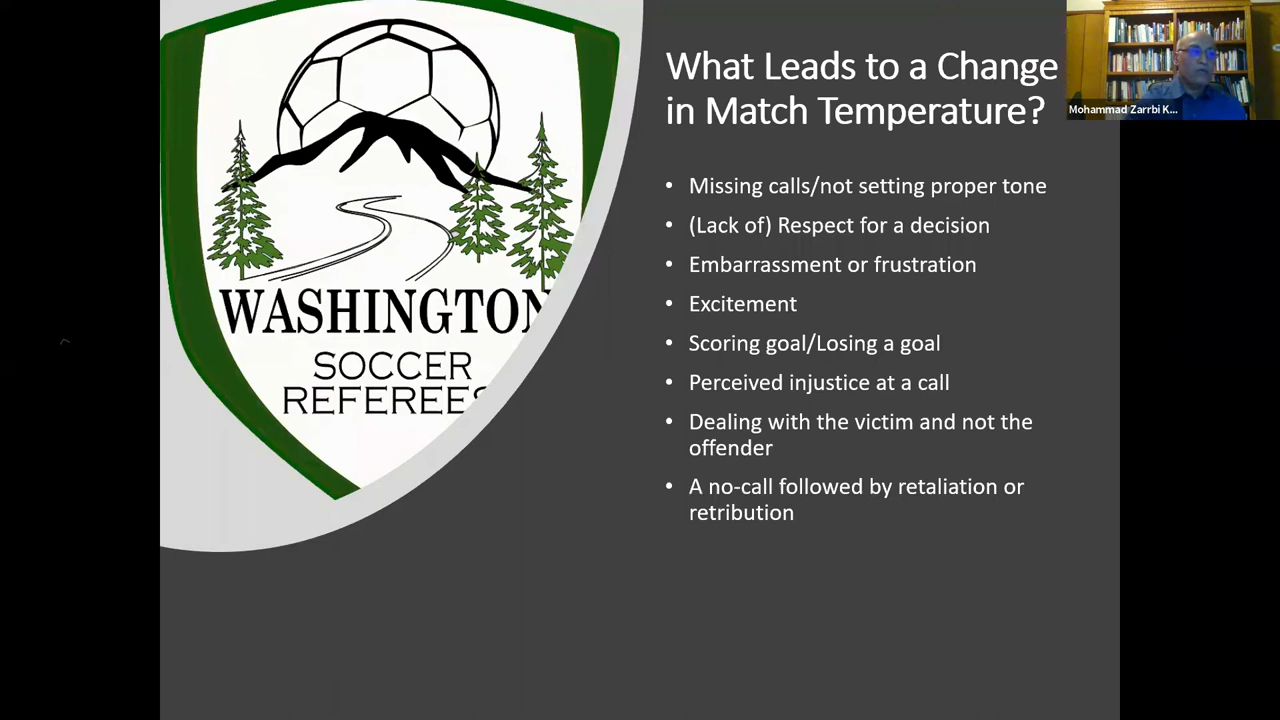 What Leads to a Change
in Match Temperature?
Mohammad Zarrbi K...
• Missing calls/not setting proper tone
• (Lack of) Respect for a decision
• Embarrassment or frustration
• Excitement
• Scoring goal/Losing a goal
• Perceived injustice at a call
• Dealing with the victim and not the
offender
• A no-call followed by retaliation or
retribution
WASHINGTON
SOCCER
REFEREES